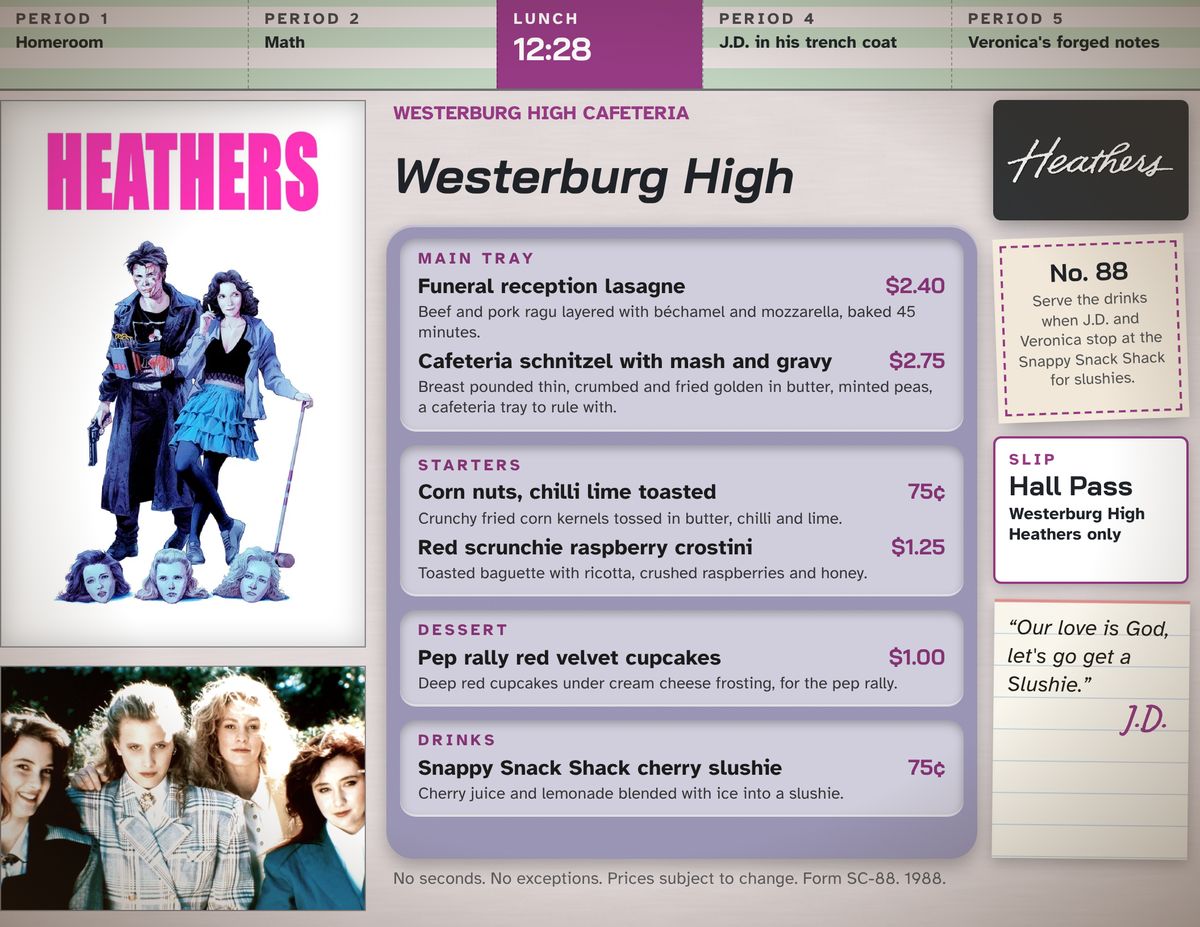 PERIOD 1
Homeroom
PERIOD 2
Math
LUNCH
12:28
PERIOD 4
J.D. in his trench coat
PERIOD 5
Veronica's forged notes
HEATHERS
WESTERBURG HIGH CAFETERIA
Westerburg High
MAIN TRAY
Funeral reception lasagne $2.40
Beef and pork ragu layered with béchamel and mozzarella, baked 45
minutes.
Cafeteria schnitzel with mash and gravy $2.75
Breast pounded thin, crumbed and fried golden in butter, minted peas,
a cafeteria tray to rule with.
STARTERS
Corn nuts, chilli lime toasted 75¢
Crunchy fried corn kernels tossed in butter, chilli and lime.
Red scrunchie raspberry crostini $1.25
Toasted baguette with ricotta, crushed raspberries and honey.
DESSERT
Pep rally red velvet cupcakes $1.00
Deep red cupcakes under cream cheese frosting, for the pep rally.
DRINKS
Snappy Snack Shack cherry slushie 75¢
Cherry juice and lemonade blended with ice into a slushie.
No seconds. No exceptions. Prices subject to change. Form SC-88. 1988.
Heathers
No. 88
Serve the drinks
when J.D. and
Veronica stop at the
Snappy Snack Shack
for slushies.
SLIP
Hall Pass
Westerburg High
Heathers only
“Our love is God,
let's go get a
Slushie.”
J.D.